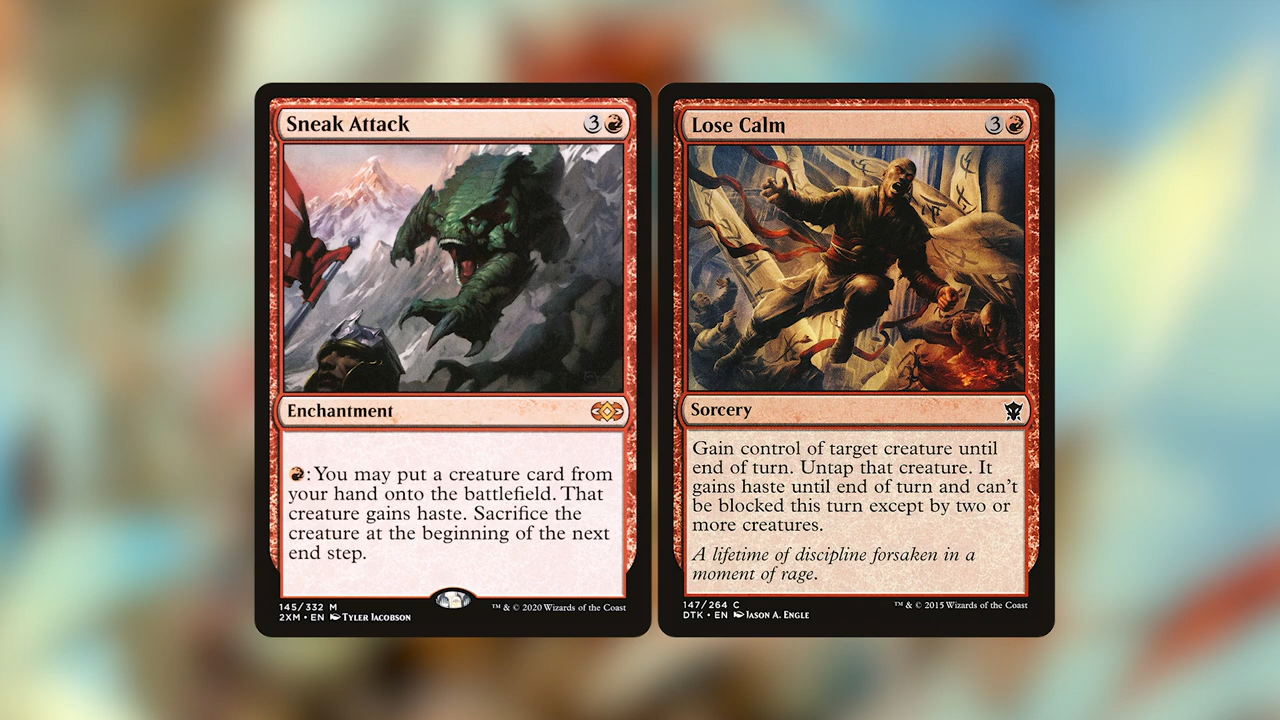 Sneak Attack 3
Enchantment
: You may put a creature card from
your hand onto the battlefield. That
creature gains haste. Sacrifice the
creature at the beginning of the next
end step.
145/332 M
2XM • EN Tyler Jacobson
™ & © 2020 Wizards of the Coast
Lose Calm 3
Sorcery
Gain control of target creature until
end of turn. Untap that creature. It
gains haste until end of turn and can't
be blocked this turn except by two or
more creatures.
A lifetime of discipline forsaken in a
moment of rage.
147/264 C
DTK • EN Jason A. Engle
™ & © 2015 Wizards of the Coast